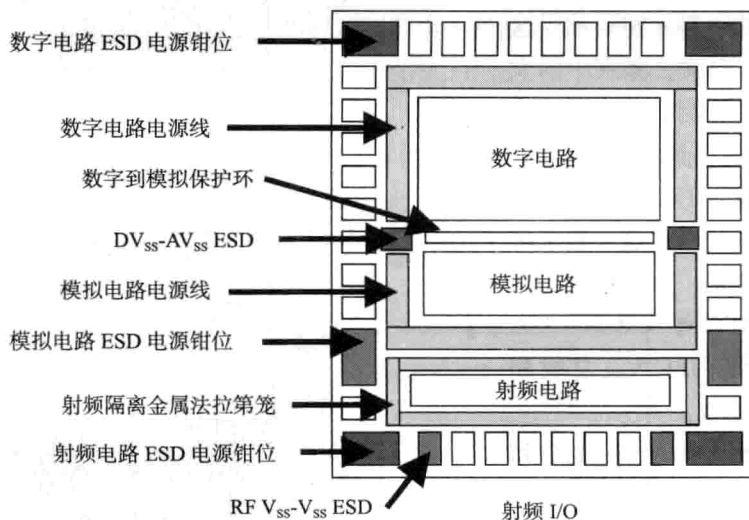 数字电路 ESD 电源钳位
数字电路电源线
数字电路
数字到模拟保护环
DVSS-AVSS ESD
模拟电路电源线
模拟电路
模拟电路 ESD 电源钳位
射频电路
射频隔离金属法拉第笼
射频电路 ESD 电源钳位
RF VSS-VSS ESD
射频 I/O